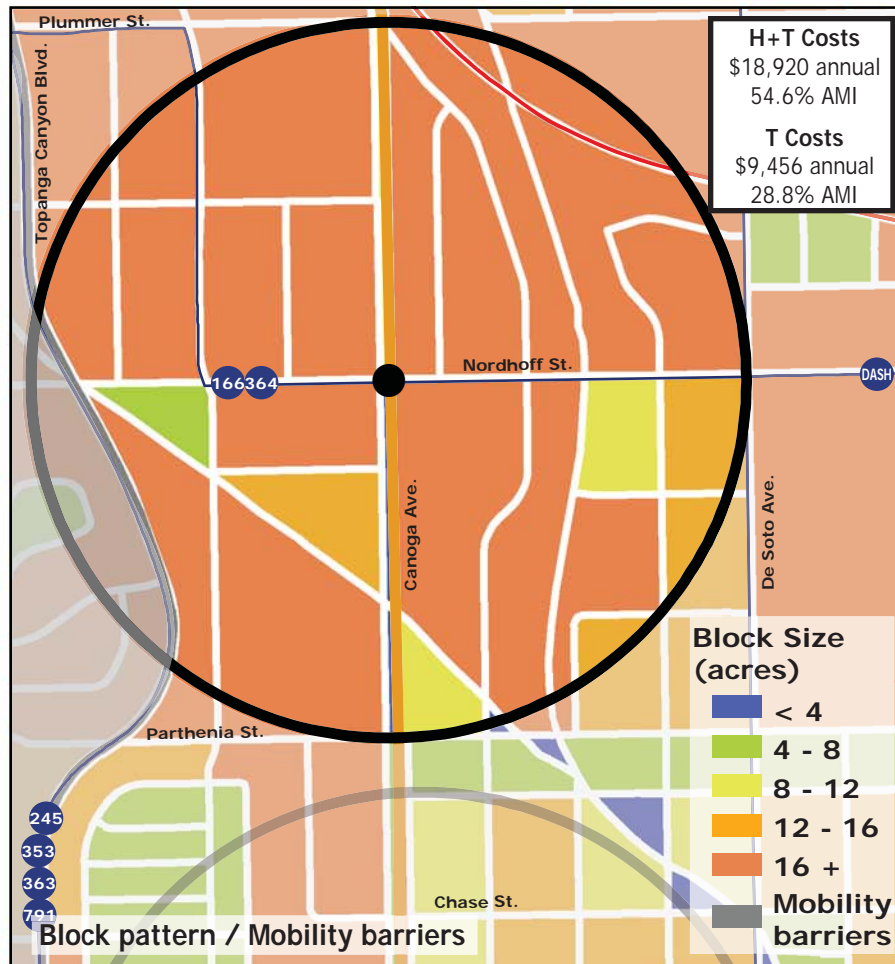 Plummer St.
Topanga Canyon Blvd.
H+T Costs
$18,920 annual
54.6% AMI
T Costs
$9,456 annual
28.8% AMI
Nordhoff St.
166
364
DASH
Canoga Ave.
De Soto Ave.
Block Size
(acres)
< 4
4 - 8
8 - 12
12 - 16
16 +
Mobility
barriers
Parthenia St.
245
353
363
791
Chase St.
Block pattern / Mobility barriers